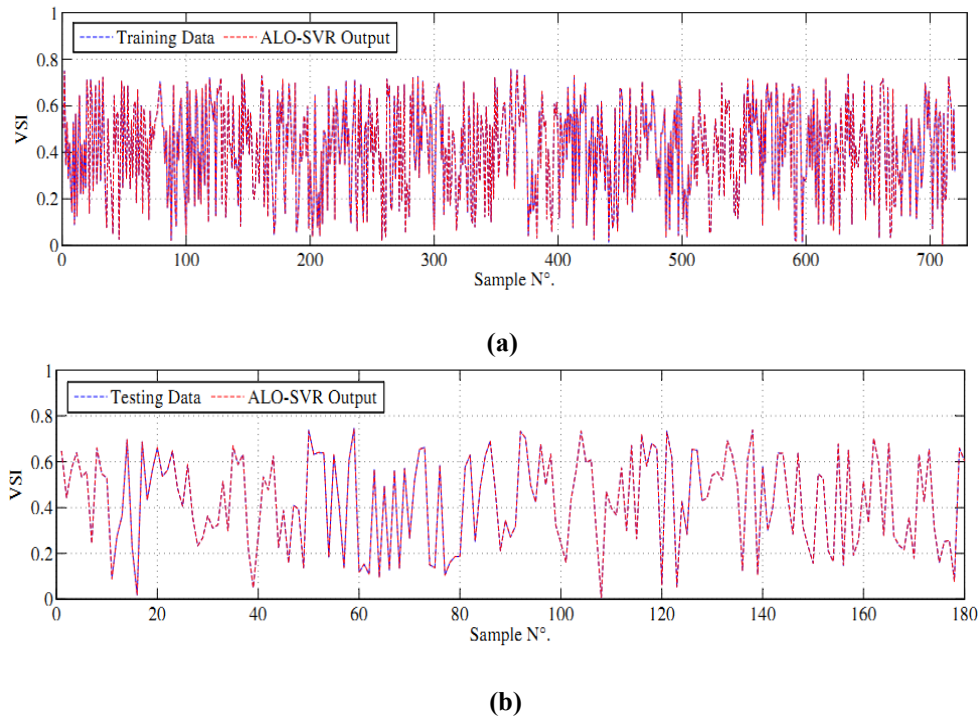 1
Training Data ALO-SVR Output
0.8
0.6
VSI
0.4
0.2
0
0 100 200 300 400 500 600 700
Sample N°.
(a)
1
Testing Data ALO-SVR Output
0.8
0.6
VSI
0.4
0.2
0
0 20 40 60 80 100 120 140 160 180
Sample N°.
(b)